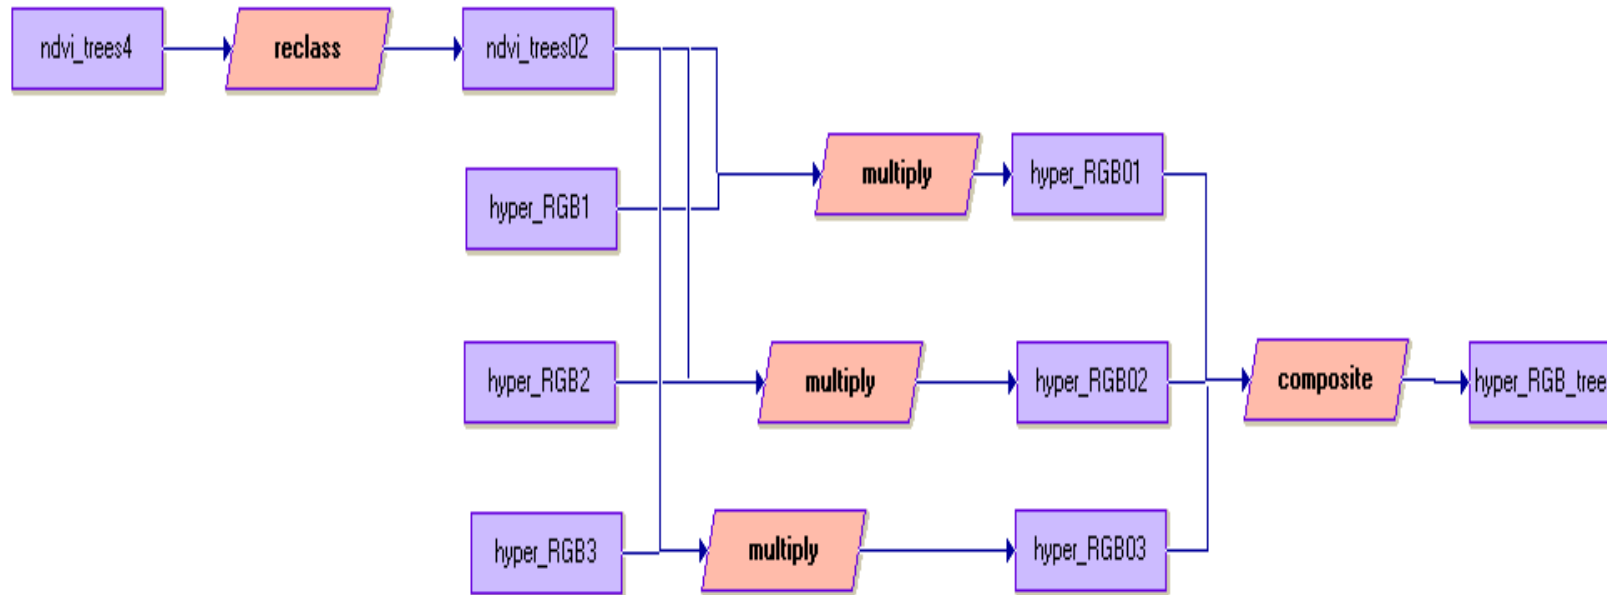 ndvi_trees4
reclass
ndvi_trees02
multiply
hyper_RGB01
hyper_RGB1
hyper_RGB2
multiply
hyper_RGB02
composite
hyper_RGB_tree
hyper_RGB3
multiply
hyper_RGB03